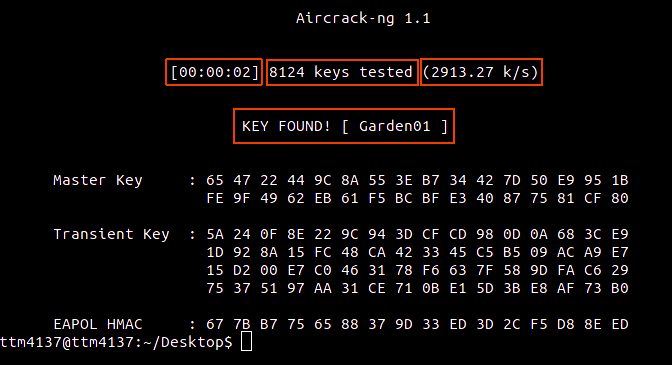 Aircrack-ng 1.1
[00:00:02] 8124 keys tested (2913.27 k/s)
KEY FOUND! [ Garden01 ]
Master Key : 65 47 22 44 9C 8A 55 3E B7 34 42 7D 50 E9 95 1B
FE 9F 49 62 EB 61 F5 BC BF E3 40 87 75 81 CF 80
Transient Key : 5A 24 0F 8E 22 9C 94 3D CF CD 98 0D 0A 68 3C E9
1D 92 8A 15 FC 48 CA 42 33 45 C5 B5 09 AC A9 E7
15 D2 00 E7 C0 46 31 78 F6 63 7F 58 9D FA C6 29
75 37 51 97 AA 31 CE 71 0B E1 5D 3B E8 AF 73 B0
EAPOL HMAC : 67 7B B7 75 65 88 37 9D 33 ED 3D 2C F5 D8 8E ED
ttm4137@ttm4137:~/Desktop$